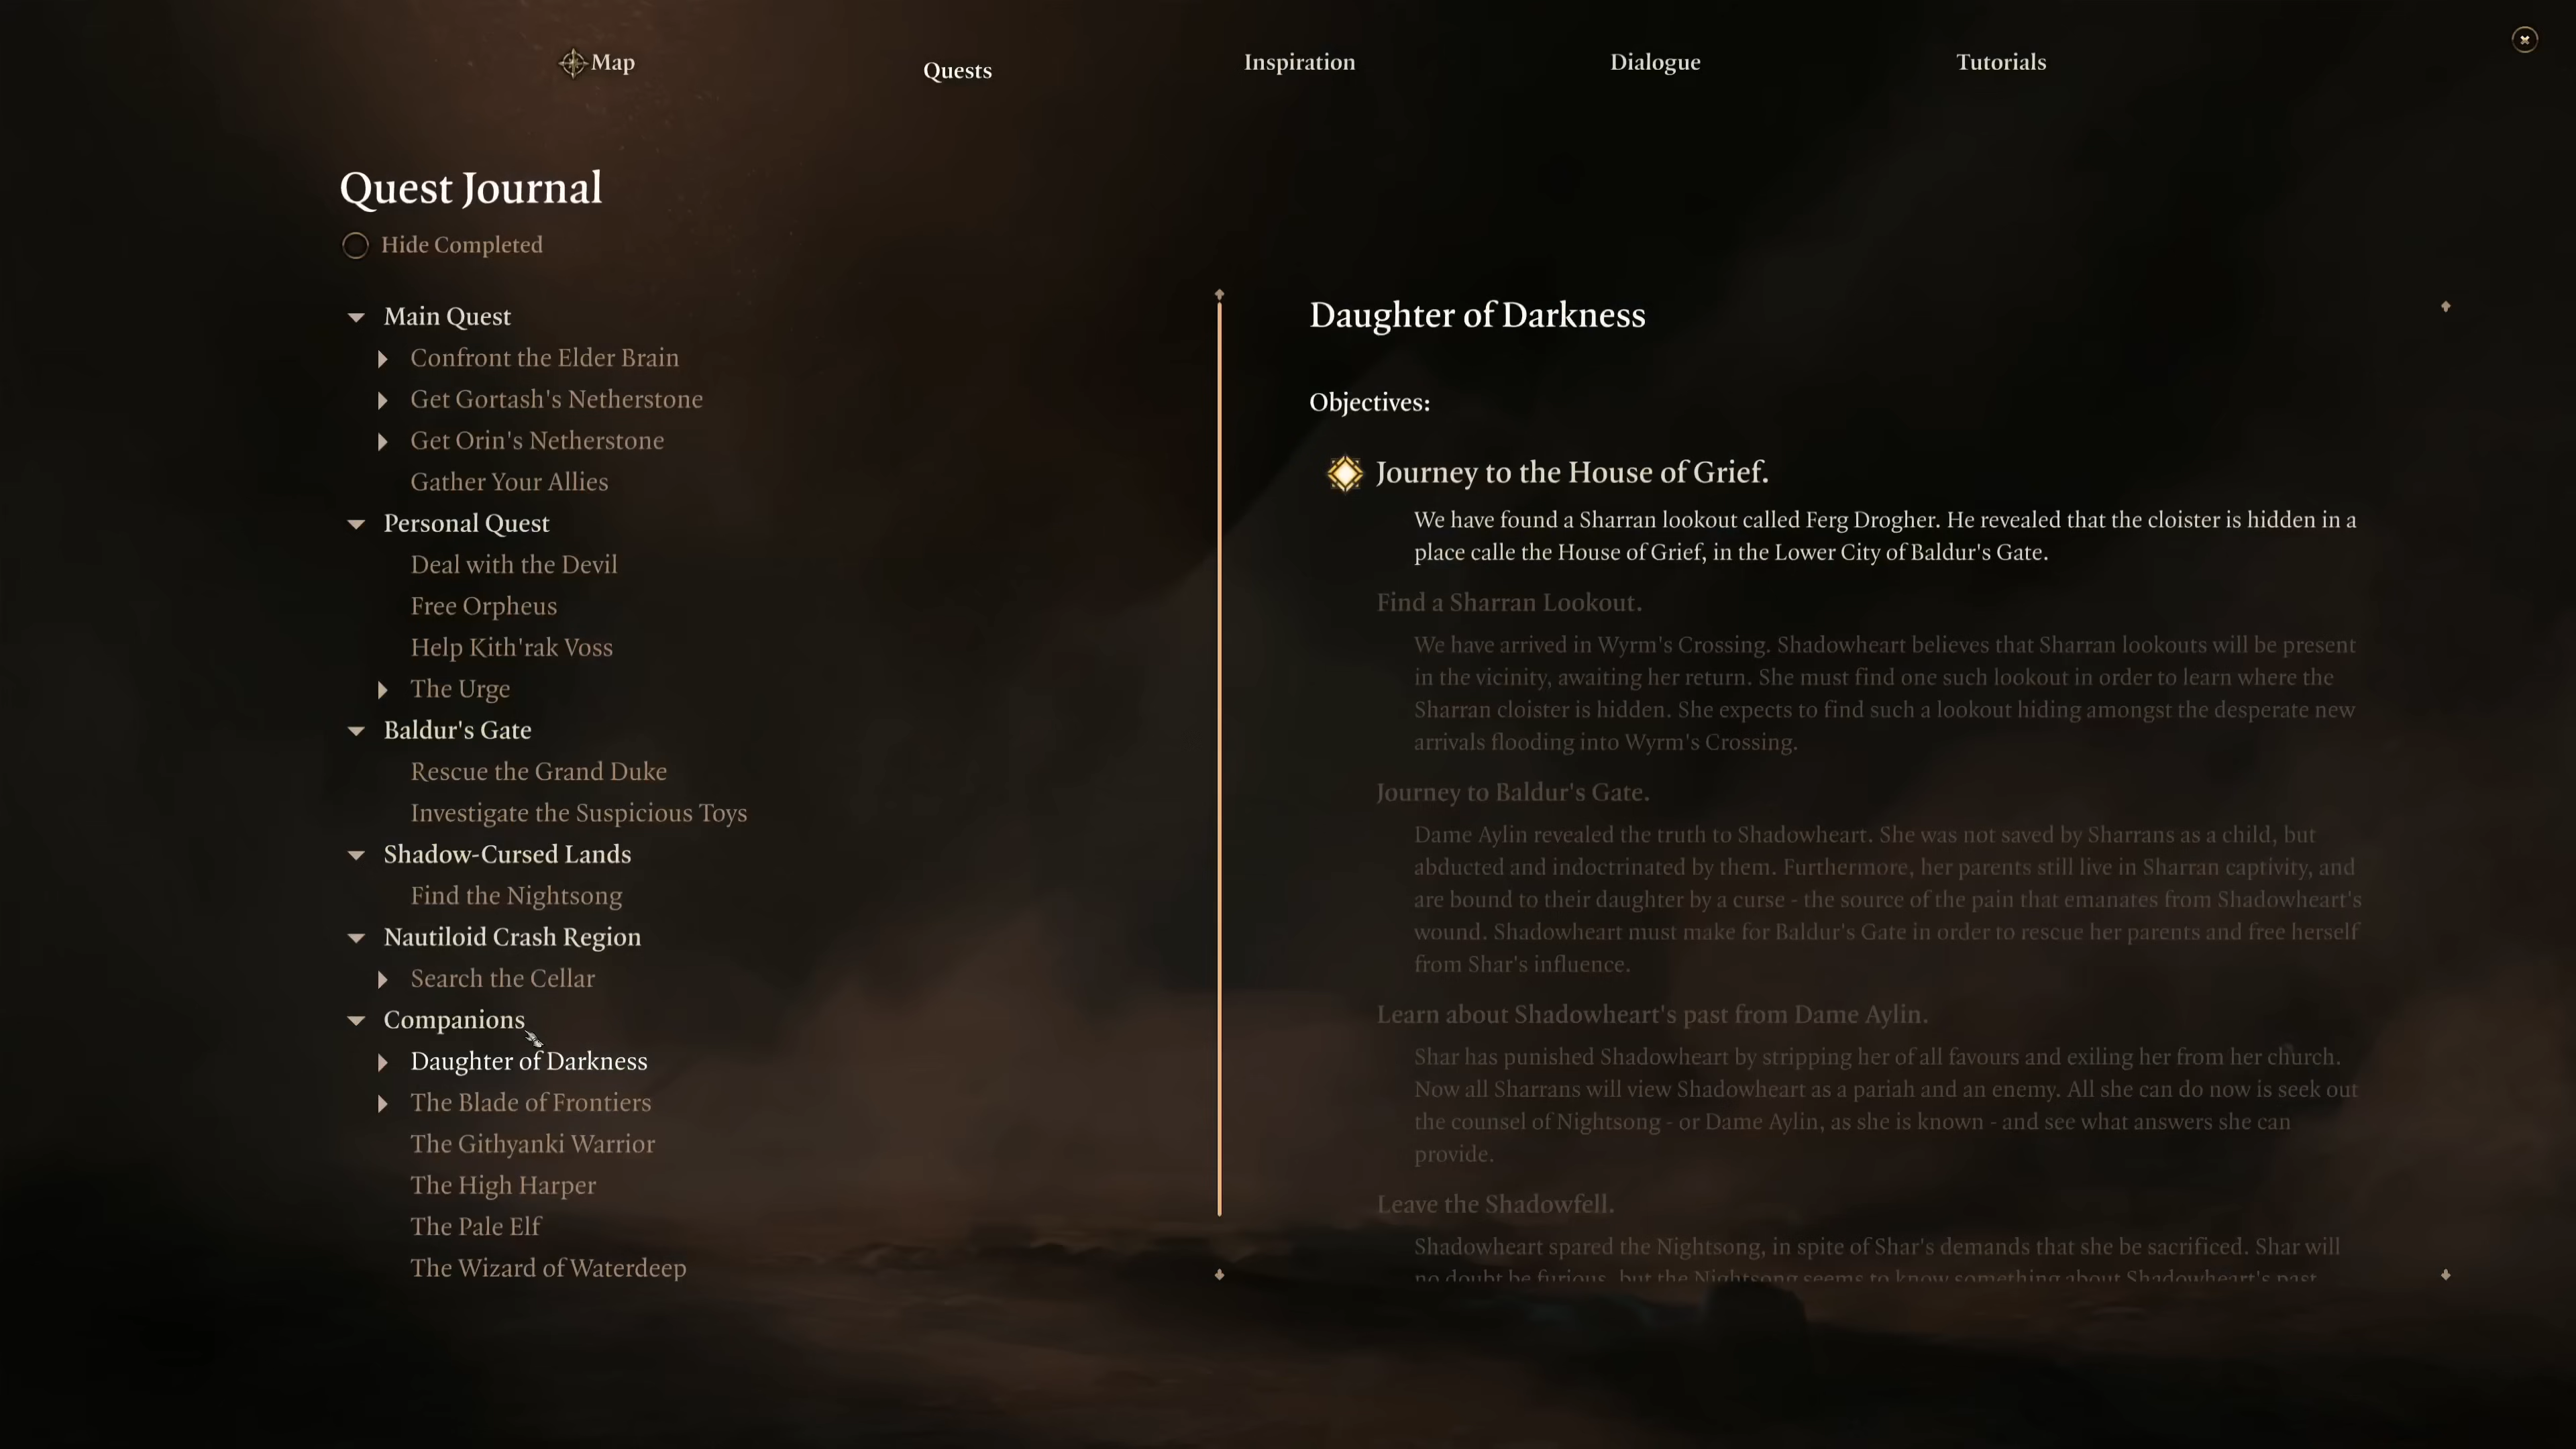 Map
Quests
Inspiration
Dialogue
Tutorials
Quest Journal
Hide Completed
Main Quest
Confront the Elder Brain
Get Gortash's Netherstone
Get Orin's Netherstone
Gather Your Allies
Personal Quest
Deal with the Devil
Free Orpheus
Help Kith'rak Voss
The Urge
Baldur's Gate
Rescue the Grand Duke
Investigate the Suspicious Toys
Shadow-Cursed Lands
Find the Nightsong
Nautiloid Crash Region
Search the Cellar
Companions
Daughter of Darkness
The Blade of Frontiers
The Githyanki Warrior
The High Harper
The Pale Elf
The Wizard of Waterdeep
Daughter of Darkness
Objectives:
Journey to the House of Grief.
We have found a Sharran lookout called Ferg Drogher. He revealed that the cloister is hidden in a
place calle the House of Grief, in the Lower City of Baldur's Gate.
Find a Sharran Lookout.
We have arrived in Wyrm's Crossing. Shadowheart believes that Sharran lookouts will be present
in the vicinity, awaiting her return. She must find one such lookout in order to learn where the
Sharran cloister is hidden. She expects to find such a lookout hiding amongst the desperate new
arrivals flooding into Wyrm's Crossing.
Journey to Baldur's Gate.
Dame Aylin revealed the truth to Shadowheart. She was not saved by Sharrans as a child, but
abducted and indoctrinated by them. Furthermore, her parents still live in Sharran captivity, and
are bound to their daughter by a curse - the source of the pain that emanates from Shadowheart's
wound. Shadowheart must make for Baldur's Gate in order to rescue her parents and free herself
from Shar's influence.
Learn about Shadowheart's past from Dame Aylin.
Shar has punished Shadowheart by stripping her of all favours and exiling her from her church.
Now all Sharrans will view Shadowheart as a pariah and an enemy. All she can do now is seek out
the counsel of Nightsong - or Dame Aylin, as she is known - and see what answers she can
provide.
Leave the Shadowfell.
Shadowheart spared the Nightsong, in spite of Shar's demands that she be sacrificed. Shar will
no doubt be furious, but the Nightsong seems to know something about Shadowheart's past